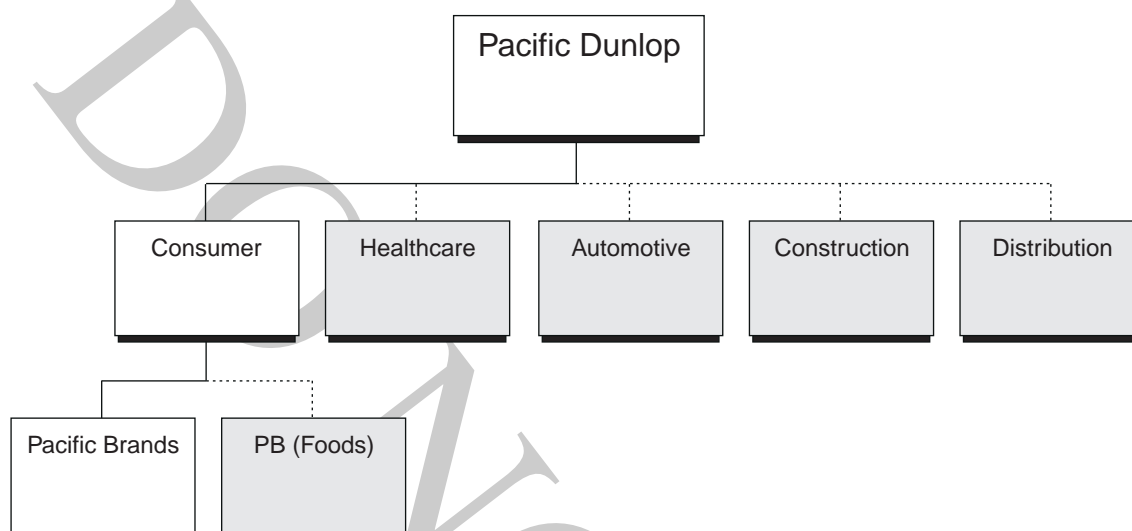 Pacific Dunlop
Consumer
Healthcare
Automotive
Construction
Distribution
Pacific Brands
PB (Foods)